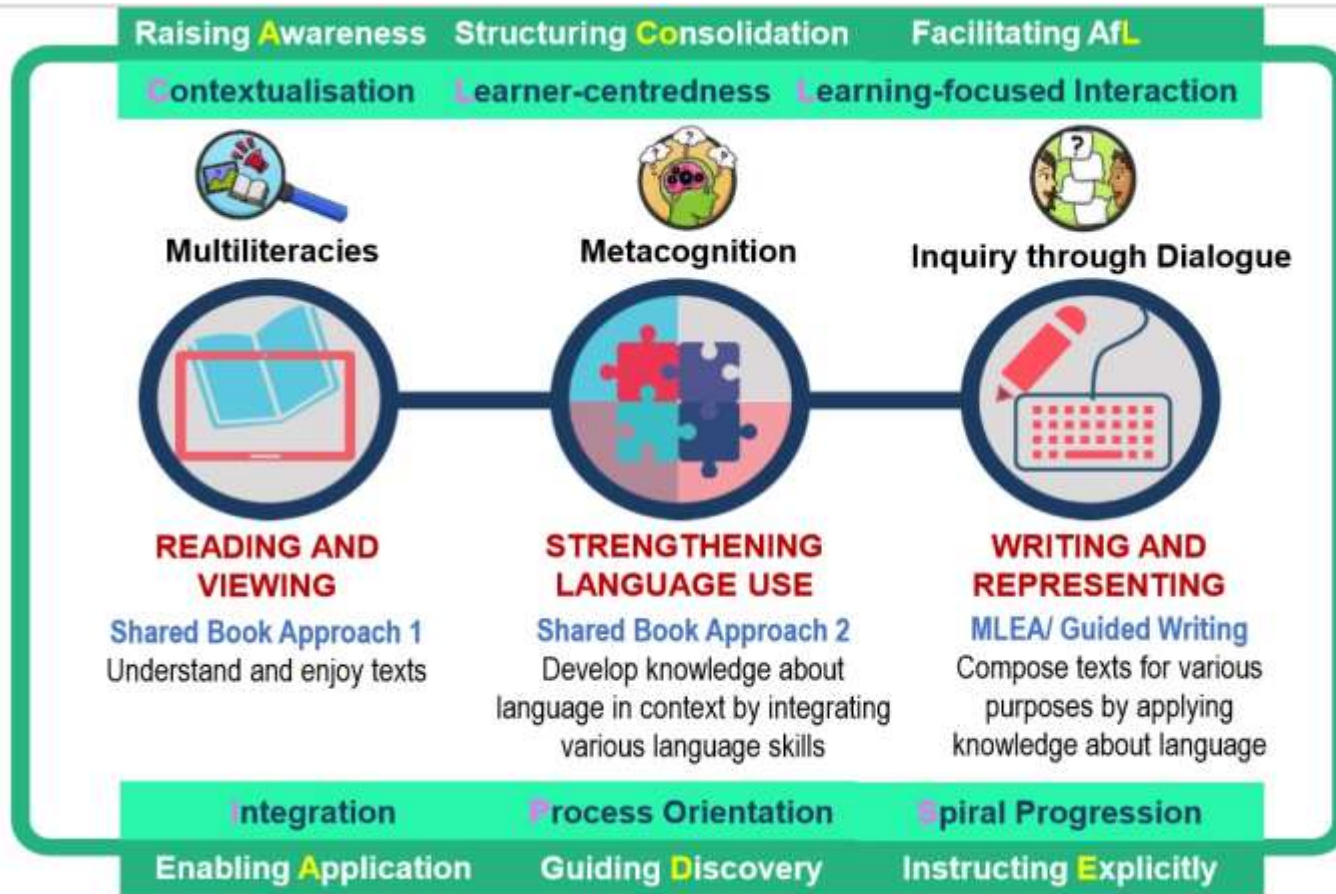 Raising Awareness Structuring Consolidation Facilitating AfL
Contextualisation Learner-centredness Learning-focused Interaction
?
?
?
?
Multiliteracies
Metacognition
Inquiry through Dialogue
READING AND
VIEWING
Shared Book Approach 1
Understand and enjoy texts
STRENGTHENING
LANGUAGE USE
Shared Book Approach 2
Develop knowledge about
language in context by integrating
various language skills
WRITING AND
REPRESENTING
MLEA/ Guided Writing
Compose texts for various
purposes by applying
knowledge about language
Integration Process Orientation Spiral Progression
Enabling Application Guiding Discovery Instructing Explicitly